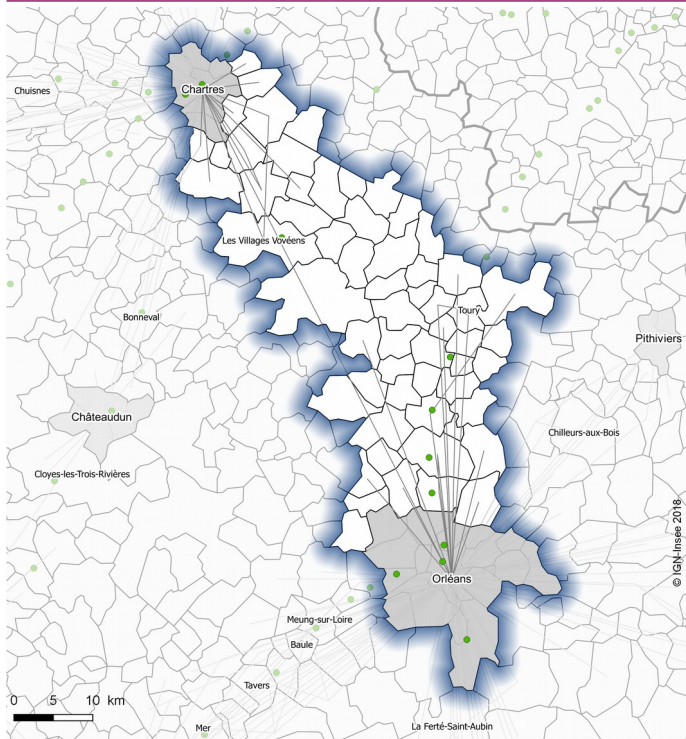 Chuisnes
Chartres
Les Villages Vovéens
Bonneval
Toury
Pithiviers
Châteaudun
Chilleurs-aux-Bois
Cloyes-les-Trois-Rivières
© IGN-Insee 2018
Orléans
Meung-sur-Loire
Baule
Tavers
0 5 10 km
Mer
La Ferté-Saint-Aubin